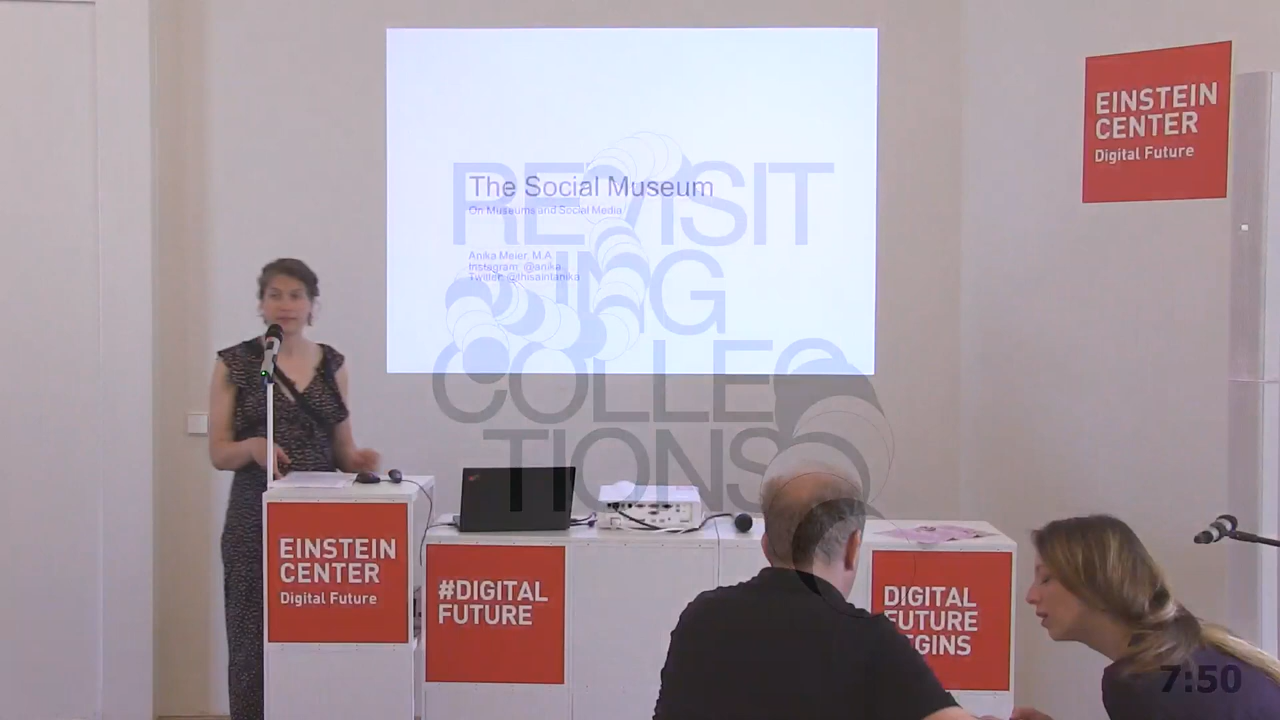 The Social Museum
On Museums and Social Media
Anika Meier, M.A
Instagram: @anika
Twitter: @thisaintanika
REVISIT
ING
COLLEC
TIONS
EINSTEIN
CENTER
Digital Future
EINSTEIN
CENTER
Digital Future
#DIGITAL
FUTURE
DIGITAL
FUTURE
7:50